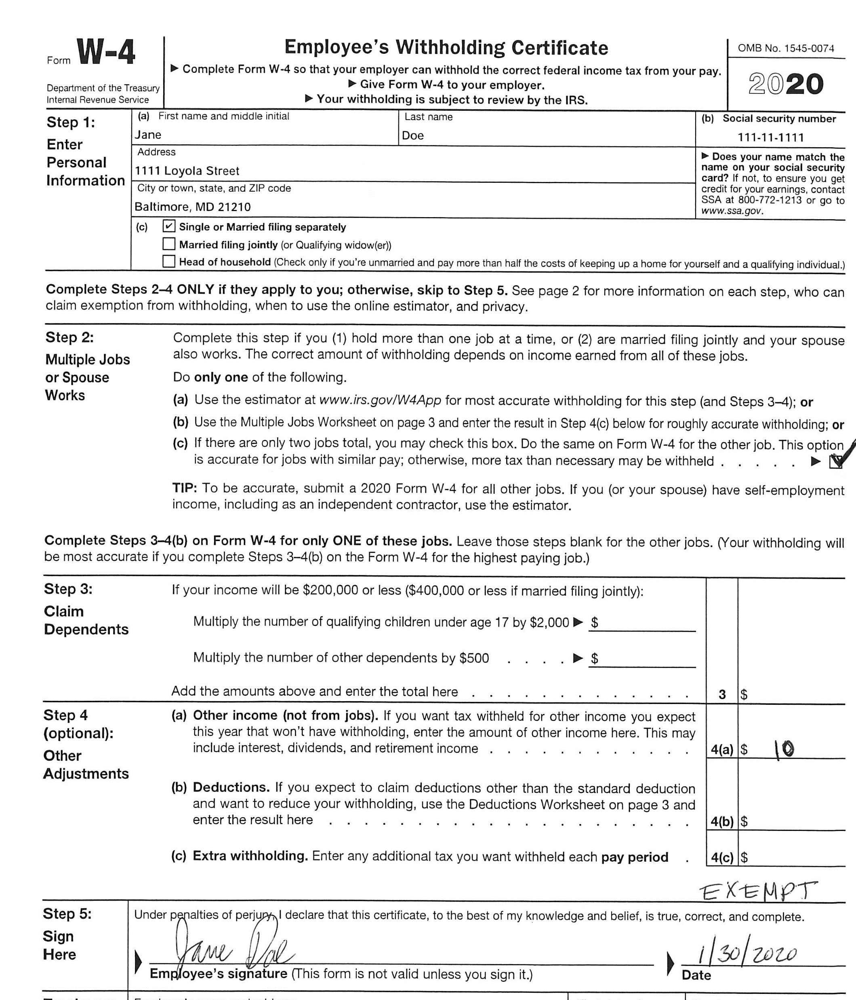 Form W-4
Department of the Treasury
Internal Revenue Service
Employee's Withholding Certificate
▶ Complete Form W-4 so that your employer can withhold the correct federal income tax from your pay.
▶ Give Form W-4 to your employer.
▶ Your withholding is subject to review by the IRS.
OMB No. 1545-0074
2020
Step 1:
Enter
Personal
Information
(a) First name and middle initial
Jane
Last name
Doe
(b) Social security number
111-11-1111
Address
1111 Loyola Street
City or town, state, and ZIP code
Baltimore, MD 21210
▶ Does your name match the
name on your social security
card? If not, to ensure you get
credit for your earnings, contact
SSA at 800-772-1213 or go to
www.ssa.gov.
(c) ☑ Single or Married filing separately
☐ Married filing jointly (or Qualifying widow(er))
☐ Head of household (Check only if you're unmarried and pay more than half the costs of keeping up a home for yourself and a qualifying individual.)
Complete Steps 2–4 ONLY if they apply to you; otherwise, skip to Step 5. See page 2 for more information on each step, who can
claim exemption from withholding, when to use the online estimator, and privacy.
Step 2:
Multiple Jobs
or Spouse
Works
Complete this step if you (1) hold more than one job at a time, or (2) are married filing jointly and your spouse
also works. The correct amount of withholding depends on income earned from all of these jobs.
Do only one of the following.
(a) Use the estimator at www.irs.gov/W4App for most accurate withholding for this step (and Steps 3–4); or
(b) Use the Multiple Jobs Worksheet on page 3 and enter the result in Step 4(c) below for roughly accurate withholding; or
(c) If there are only two jobs total, you may check this box. Do the same on Form W-4 for the other job. This option
is accurate for jobs with similar pay; otherwise, more tax than necessary may be withheld . . . . . ▶ ☑
TIP: To be accurate, submit a 2020 Form W-4 for all other jobs. If you (or your spouse) have self-employment
income, including as an independent contractor, use the estimator.
Complete Steps 3–4(b) on Form W-4 for only ONE of these jobs. Leave those steps blank for the other jobs. (Your withholding will
be most accurate if you complete Steps 3–4(b) on the Form W-4 for the highest paying job.)
Step 3:
Claim
Dependents
If your income will be $200,000 or less ($400,000 or less if married filing jointly):
Multiply the number of qualifying children under age 17 by $2,000 ▶ $
Multiply the number of other dependents by $500 . . . . ▶ $
Add the amounts above and enter the total here . . . . . . . . . . . . . 3 $
Step 4
(optional):
Other
Adjustments
(a) Other income (not from jobs). If you want tax withheld for other income you expect
this year that won't have withholding, enter the amount of other income here. This may
include interest, dividends, and retirement income . . . . . . . . . . . . 4(a) $ 10
(b) Deductions. If you expect to claim deductions other than the standard deduction
and want to reduce your withholding, use the Deductions Worksheet on page 3 and
enter the result here . . . . . . . . . . . . . . . . . . . . . 4(b) $
(c) Extra withholding. Enter any additional tax you want withheld each pay period . 4(c) $
EXEMPT
Step 5:
Sign
Here
Under penalties of perjury, I declare that this certificate, to the best of my knowledge and belief, is true, correct, and complete.
Jane Doe
1/30/2020
Employee's signature (This form is not valid unless you sign it.)
Date